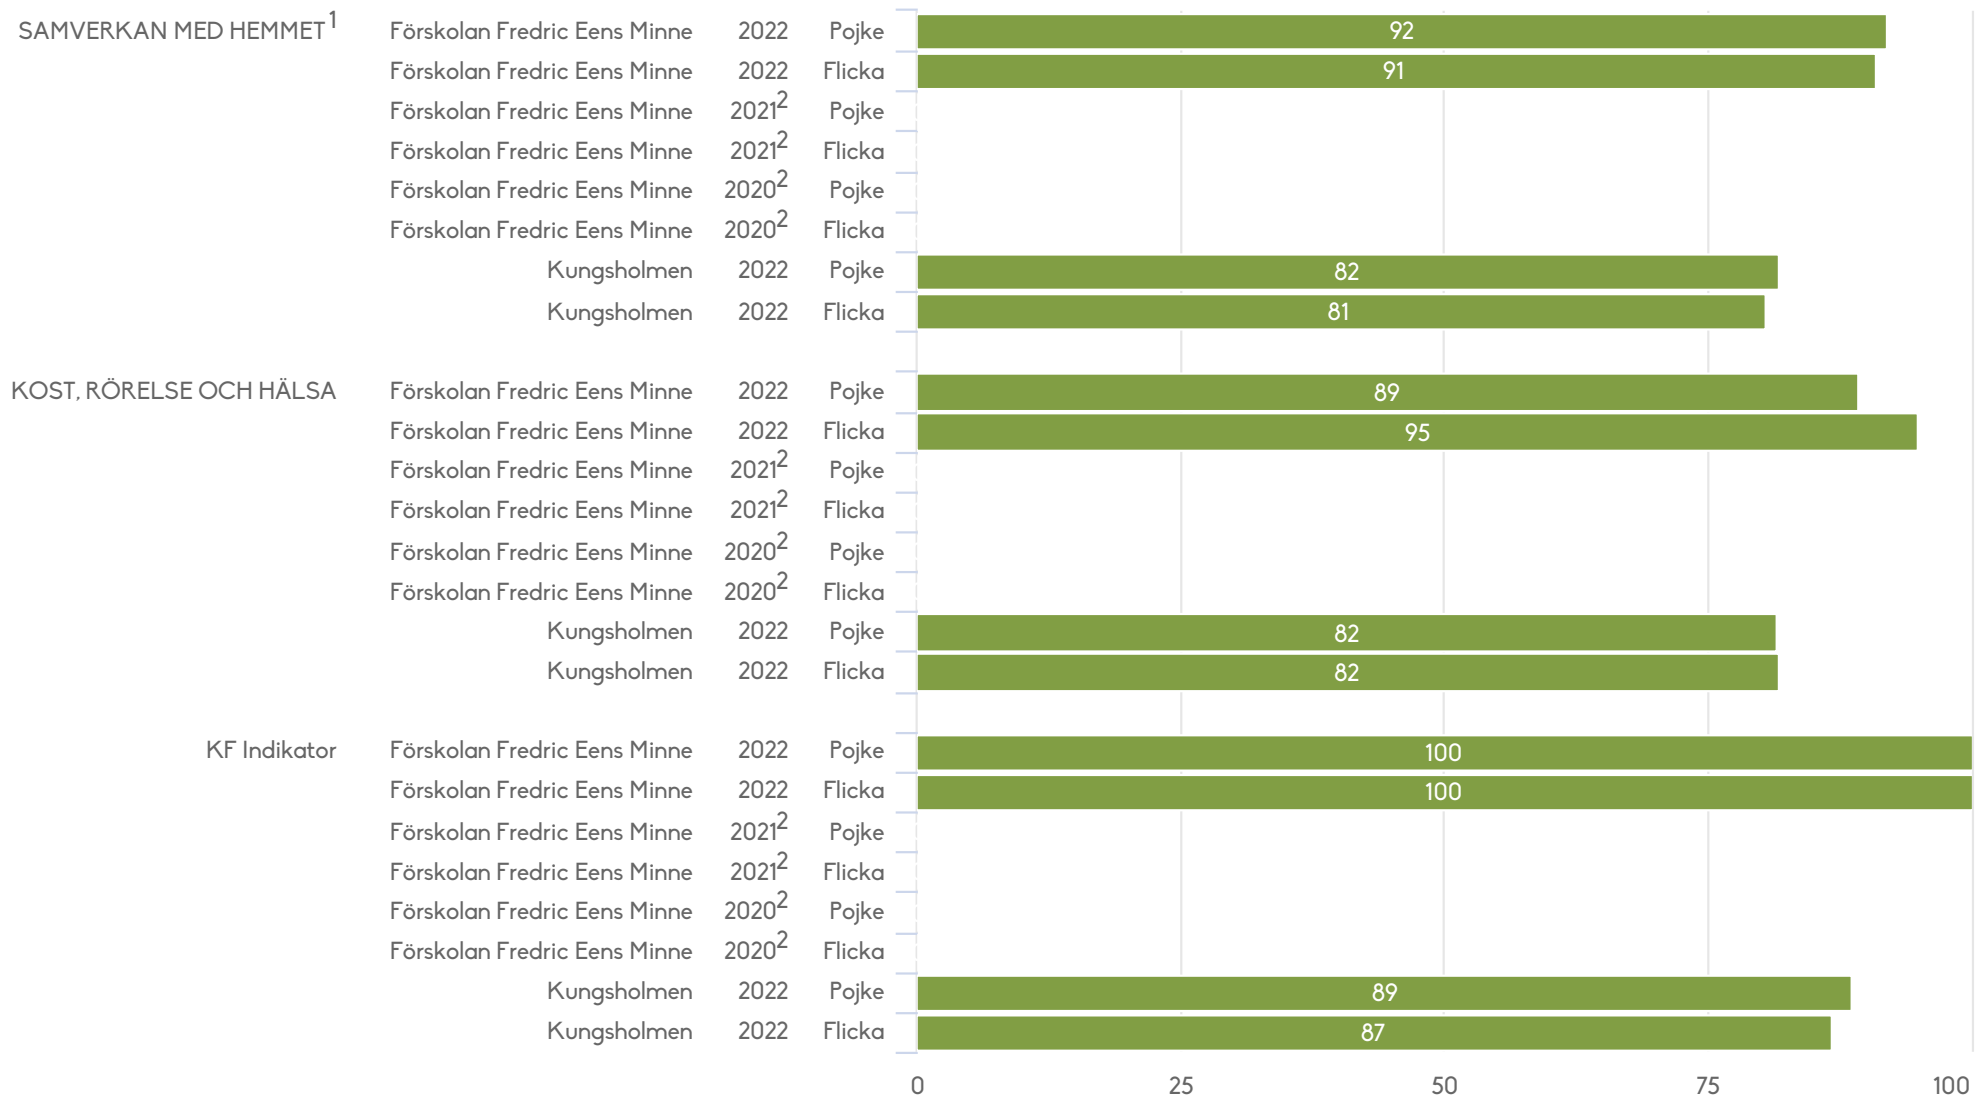 SAMVERKAN MED HEMMET¹ Förskolan Fredric Eens Minne 2022 Pojke 92
Förskolan Fredric Eens Minne 2022 Flicka 91
Förskolan Fredric Eens Minne 2021² Pojke
Förskolan Fredric Eens Minne 2021² Flicka
Förskolan Fredric Eens Minne 2020² Pojke
Förskolan Fredric Eens Minne 2020² Flicka
Kungsholmen 2022 Pojke 82
Kungsholmen 2022 Flicka 81
KOST, RÖRELSE OCH HÄLSA Förskolan Fredric Eens Minne 2022 Pojke 89
Förskolan Fredric Eens Minne 2022 Flicka 95
Förskolan Fredric Eens Minne 2021² Pojke
Förskolan Fredric Eens Minne 2021² Flicka
Förskolan Fredric Eens Minne 2020² Pojke
Förskolan Fredric Eens Minne 2020² Flicka
Kungsholmen 2022 Pojke 82
Kungsholmen 2022 Flicka 82
KF Indikator Förskolan Fredric Eens Minne 2022 Pojke 100
Förskolan Fredric Eens Minne 2022 Flicka 100
Förskolan Fredric Eens Minne 2021² Pojke
Förskolan Fredric Eens Minne 2021² Flicka
Förskolan Fredric Eens Minne 2020² Pojke
Förskolan Fredric Eens Minne 2020² Flicka
Kungsholmen 2022 Pojke 89
Kungsholmen 2022 Flicka 87
0 25 50 75 100